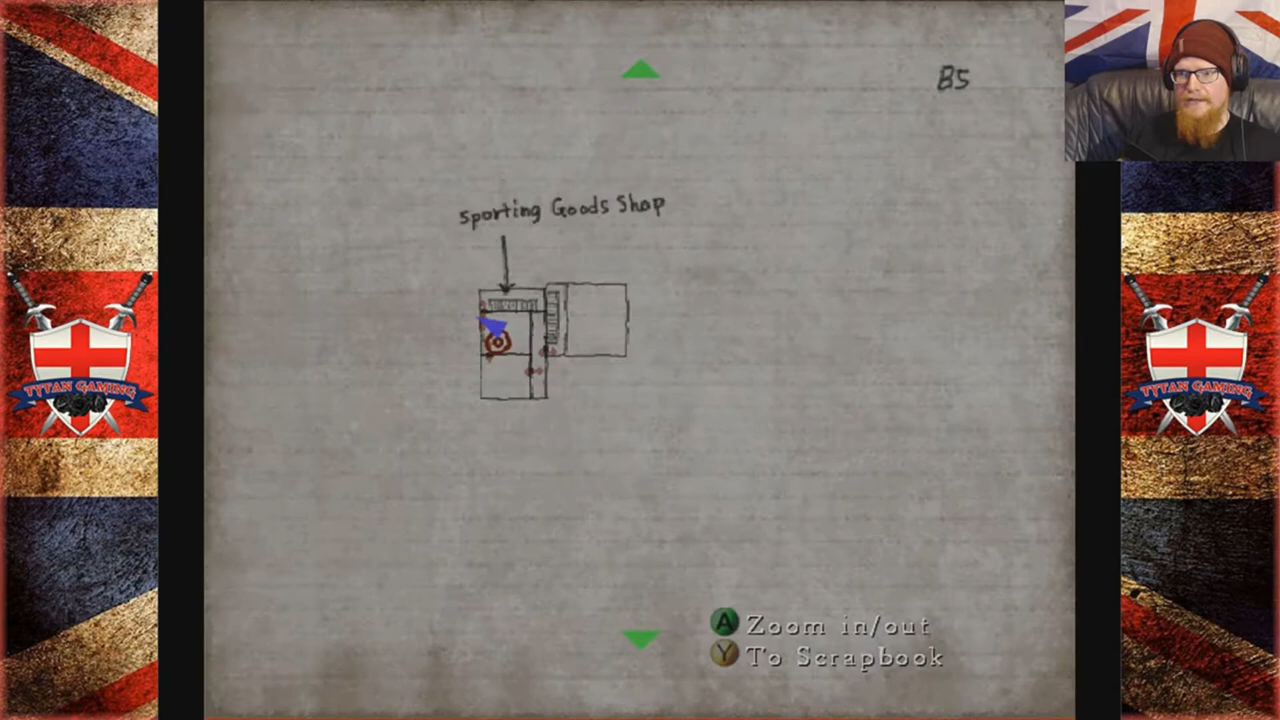 B5
Sporting Goods Shop
TYTAN GAMING
TYTAN GAMING
A Zoom in/out
Y To Scrapbook